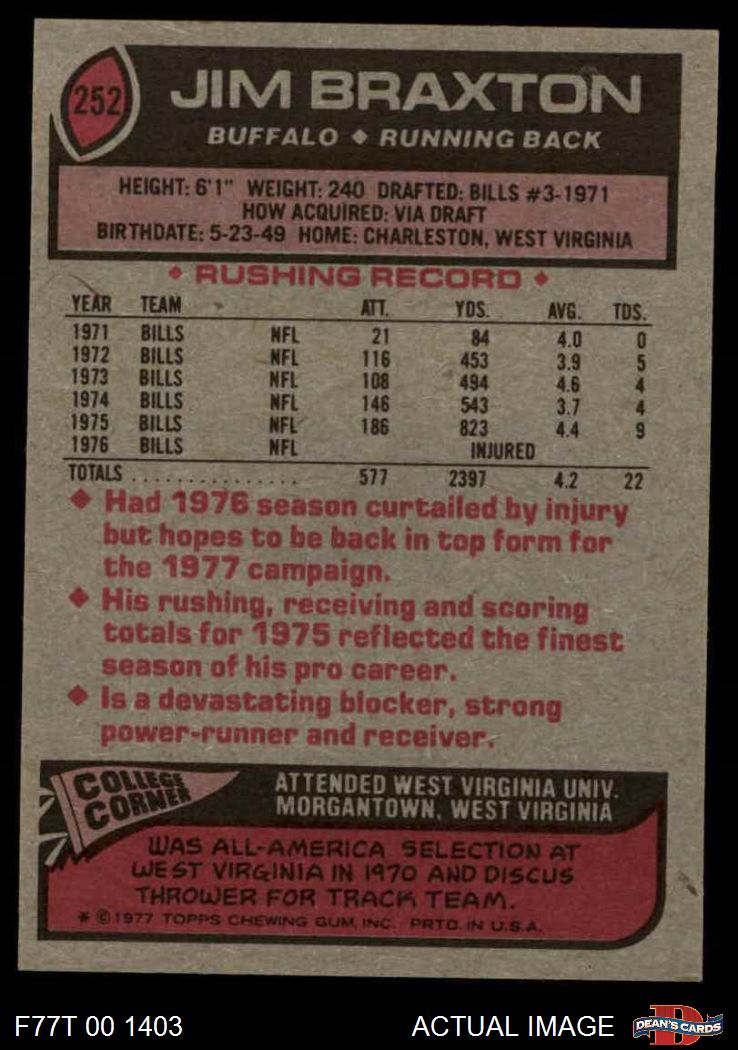 252
JIM BRAXTON
BUFFALO ◆ RUNNING BACK
HEIGHT: 6'1" WEIGHT: 240 DRAFTED: BILLS #3-1971
HOW ACQUIRED: VIA DRAFT
BIRTHDATE: 5-23-49 HOME: CHARLESTON, WEST VIRGINIA
◆ RUSHING RECORD ◆
YEAR TEAM ATT. YDS. AVG. TDS.
1971 BILLS NFL 21 84 4.0 0
1972 BILLS NFL 116 453 3.9 5
1973 BILLS NFL 108 494 4.6 4
1974 BILLS NFL 146 543 3.7 4
1975 BILLS NFL 186 823 4.4 9
1976 BILLS NFL INJURED
TOTALS ............... 577 2397 4.2 22
◆ Had 1976 season curtailed by injury
but hopes to be back in top form for
the 1977 campaign.
◆ His rushing, receiving and scoring
totals for 1975 reflected the finest
season of his pro career.
◆ Is a devastating blocker, strong
power-runner and receiver.
COLLEGE
CORNER
ATTENDED WEST VIRGINIA UNIV.
MORGANTOWN, WEST VIRGINIA
WAS ALL-AMERICA SELECTION AT
WEST VIRGINIA IN 1970 AND DISCUS
THROWER FOR TRACK TEAM.
* © 1977 TOPPS CHEWING GUM, INC. PRTD. IN U.S.A.
F77T 00 1403
ACTUAL IMAGE
D
DEAN'S CARDS